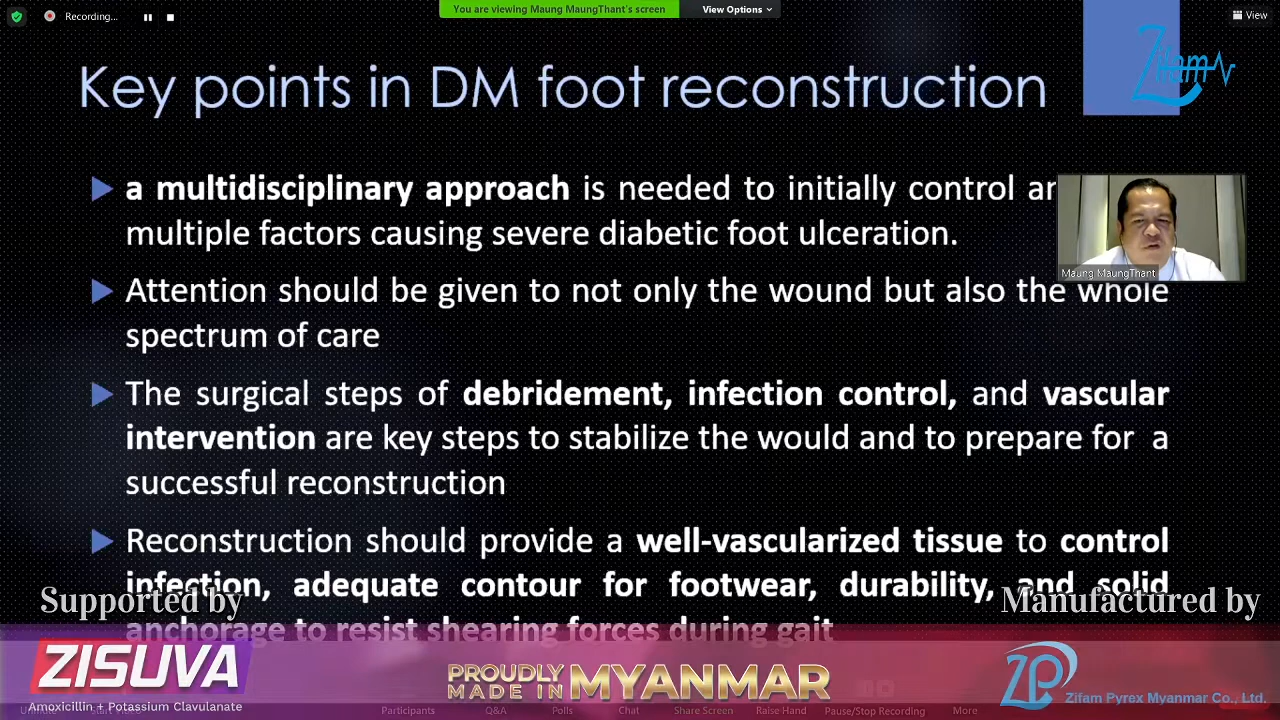 Recording...
You are viewing Maung MaungThant's screen
View Options
View
Zifam
Key points in DM foot reconstruction
a multidisciplinary approach is needed to initially control
multiple factors causing severe diabetic foot ulceration.
Maung MaungThant
Attention should be given to not only the wound but also the whole
spectrum of care
The surgical steps of debridement, infection control, and vascular
intervention are key steps to stabilize the would and to prepare for a
successful reconstruction
Reconstruction should provide a well-vascularized tissue to control
infection, adequate contour for footwear, durability, and solid
anchorage to resist shearing forces during gait
Supported by
Manufactured by
ZISUVA
Amoxicillin + Potassium Clavulanate
PROUDLY MADE IN MYANMAR
ZP
Zifam Pyrex Myanmar Co., Ltd.
Participants Q&A Polls Chat Share Screen Raise Hand Pause/Stop Recording More